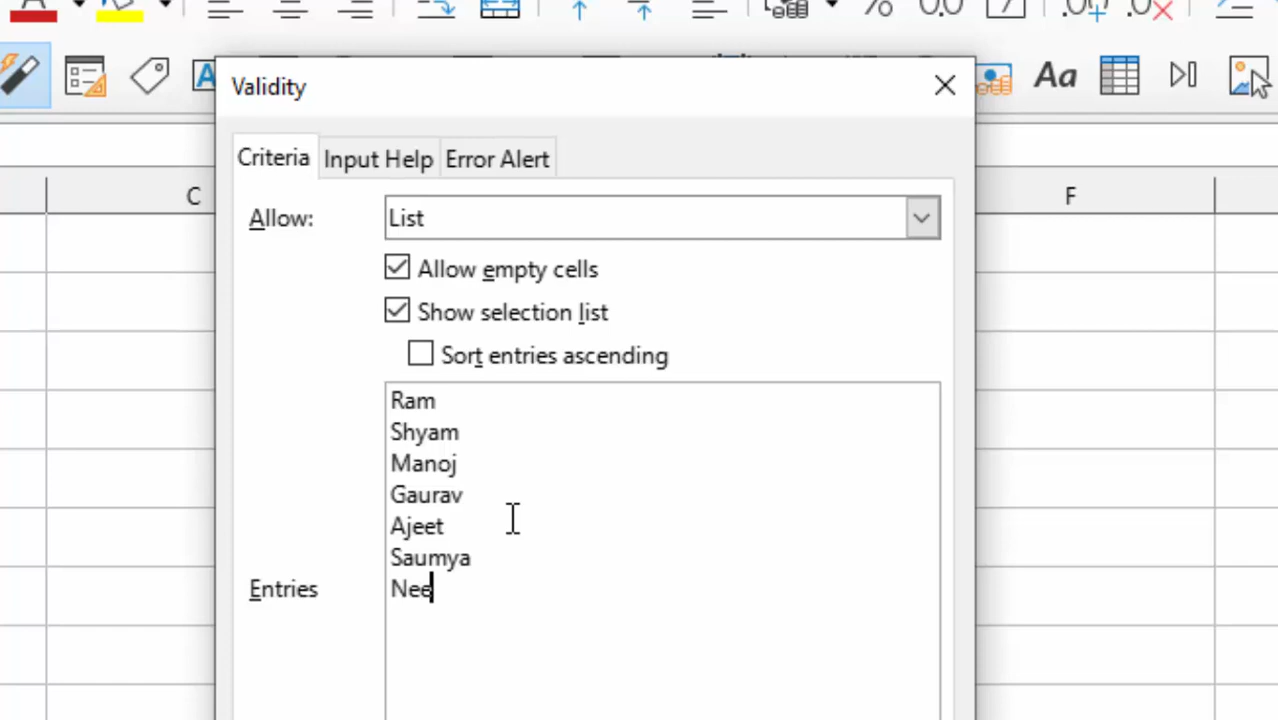 Validity
Criteria
Input Help
Error Alert
C
F
Allow:
List
Allow empty cells
Show selection list
Sort entries ascending
Ram
Shyam
Manoj
Gaurav
Ajeet
Saumya
Entries
Nee
Aa